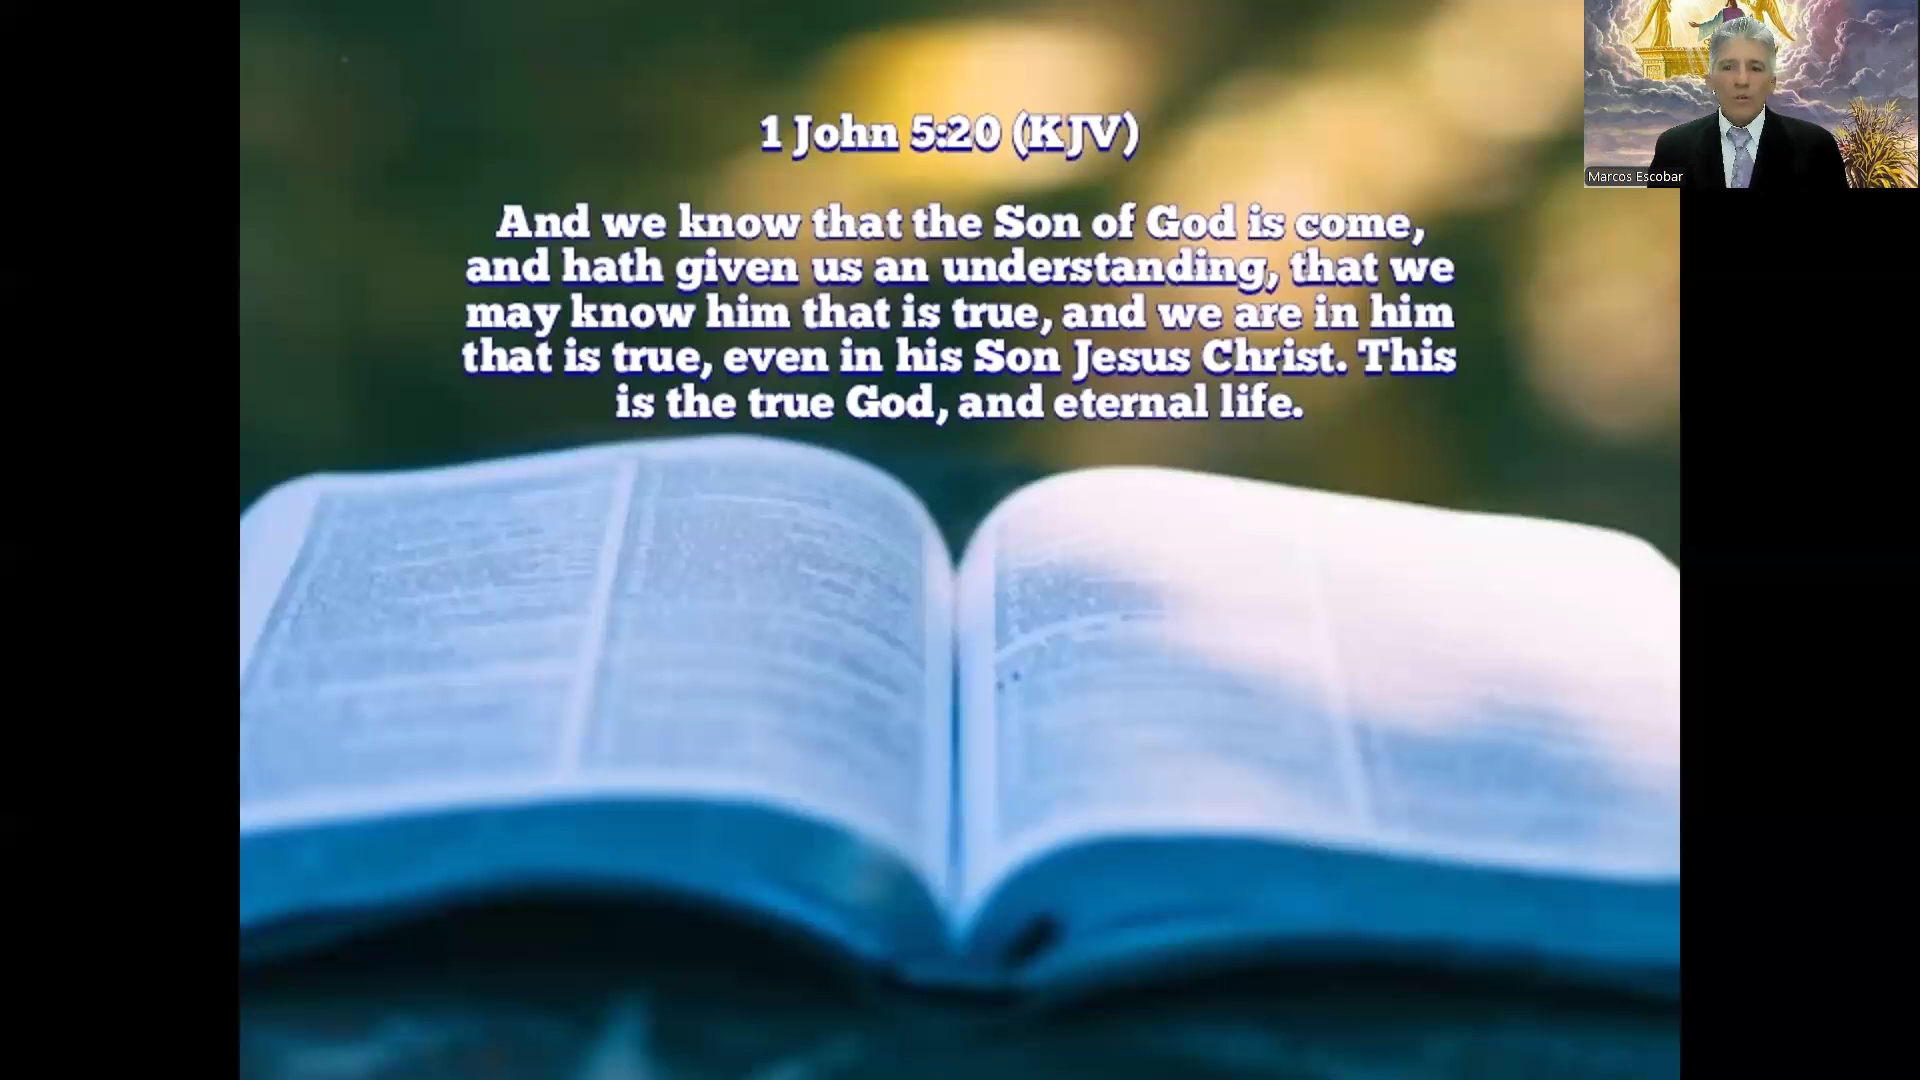 1 John 5:20 (KJV)
And we know that the Son of God is come,
and hath given us an understanding, that we
may know him that is true, and we are in him
that is true, even in his Son Jesus Christ. This
is the true God, and eternal life.
Marcos Escobar